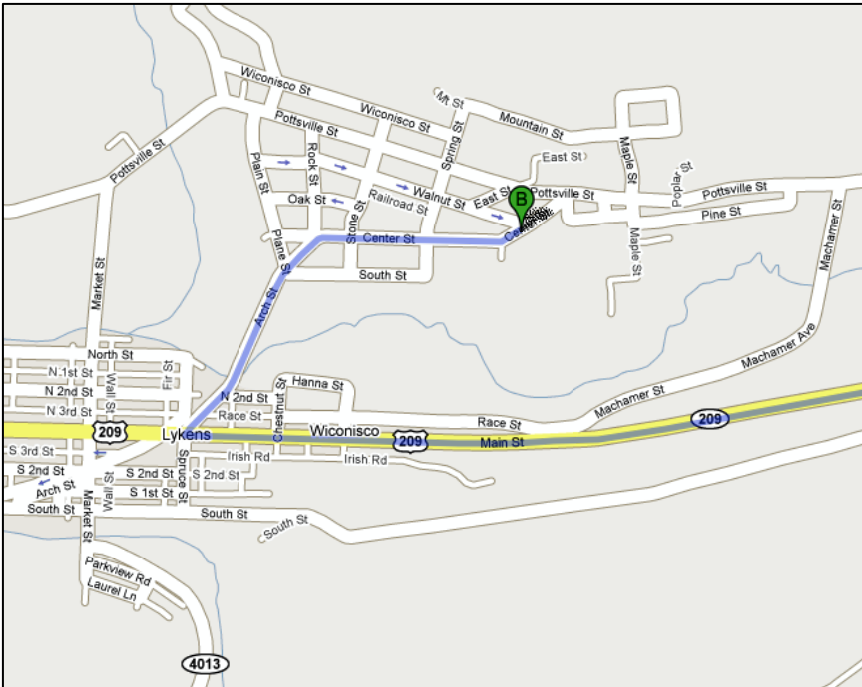 Wiconisco St
Mt St
Wiconisco St
Mountain St
Pottsville St
Spring St
Pottsville St
Plain St
Rock St
East St
Maple St
Poplar St
Walnut St
East St
Pottsville St
Pottsville St
Railroad St
Oak St
B
Pine St
Stone St
Center St
Center St
Maple St
Plane St
South St
Machamer St
Market St
Arch St
Machamer Ave
North St
N 1st St
Wall St
Fir St
Hanna St
N 2nd St
N 2nd St
Chestnut St
Machamer St
N 3rd St
Race St
Race St
209
Lykens
Wiconisco
209
Main St
209
S 3rd St
Irish Rd
Irish Rd
S 2nd St
S 2nd St
S 2nd St
Spruce St
Arch St
Wall St
S 1st St
South St
Market St
South St
South St
Parkview Rd
Laurel Ln
4013